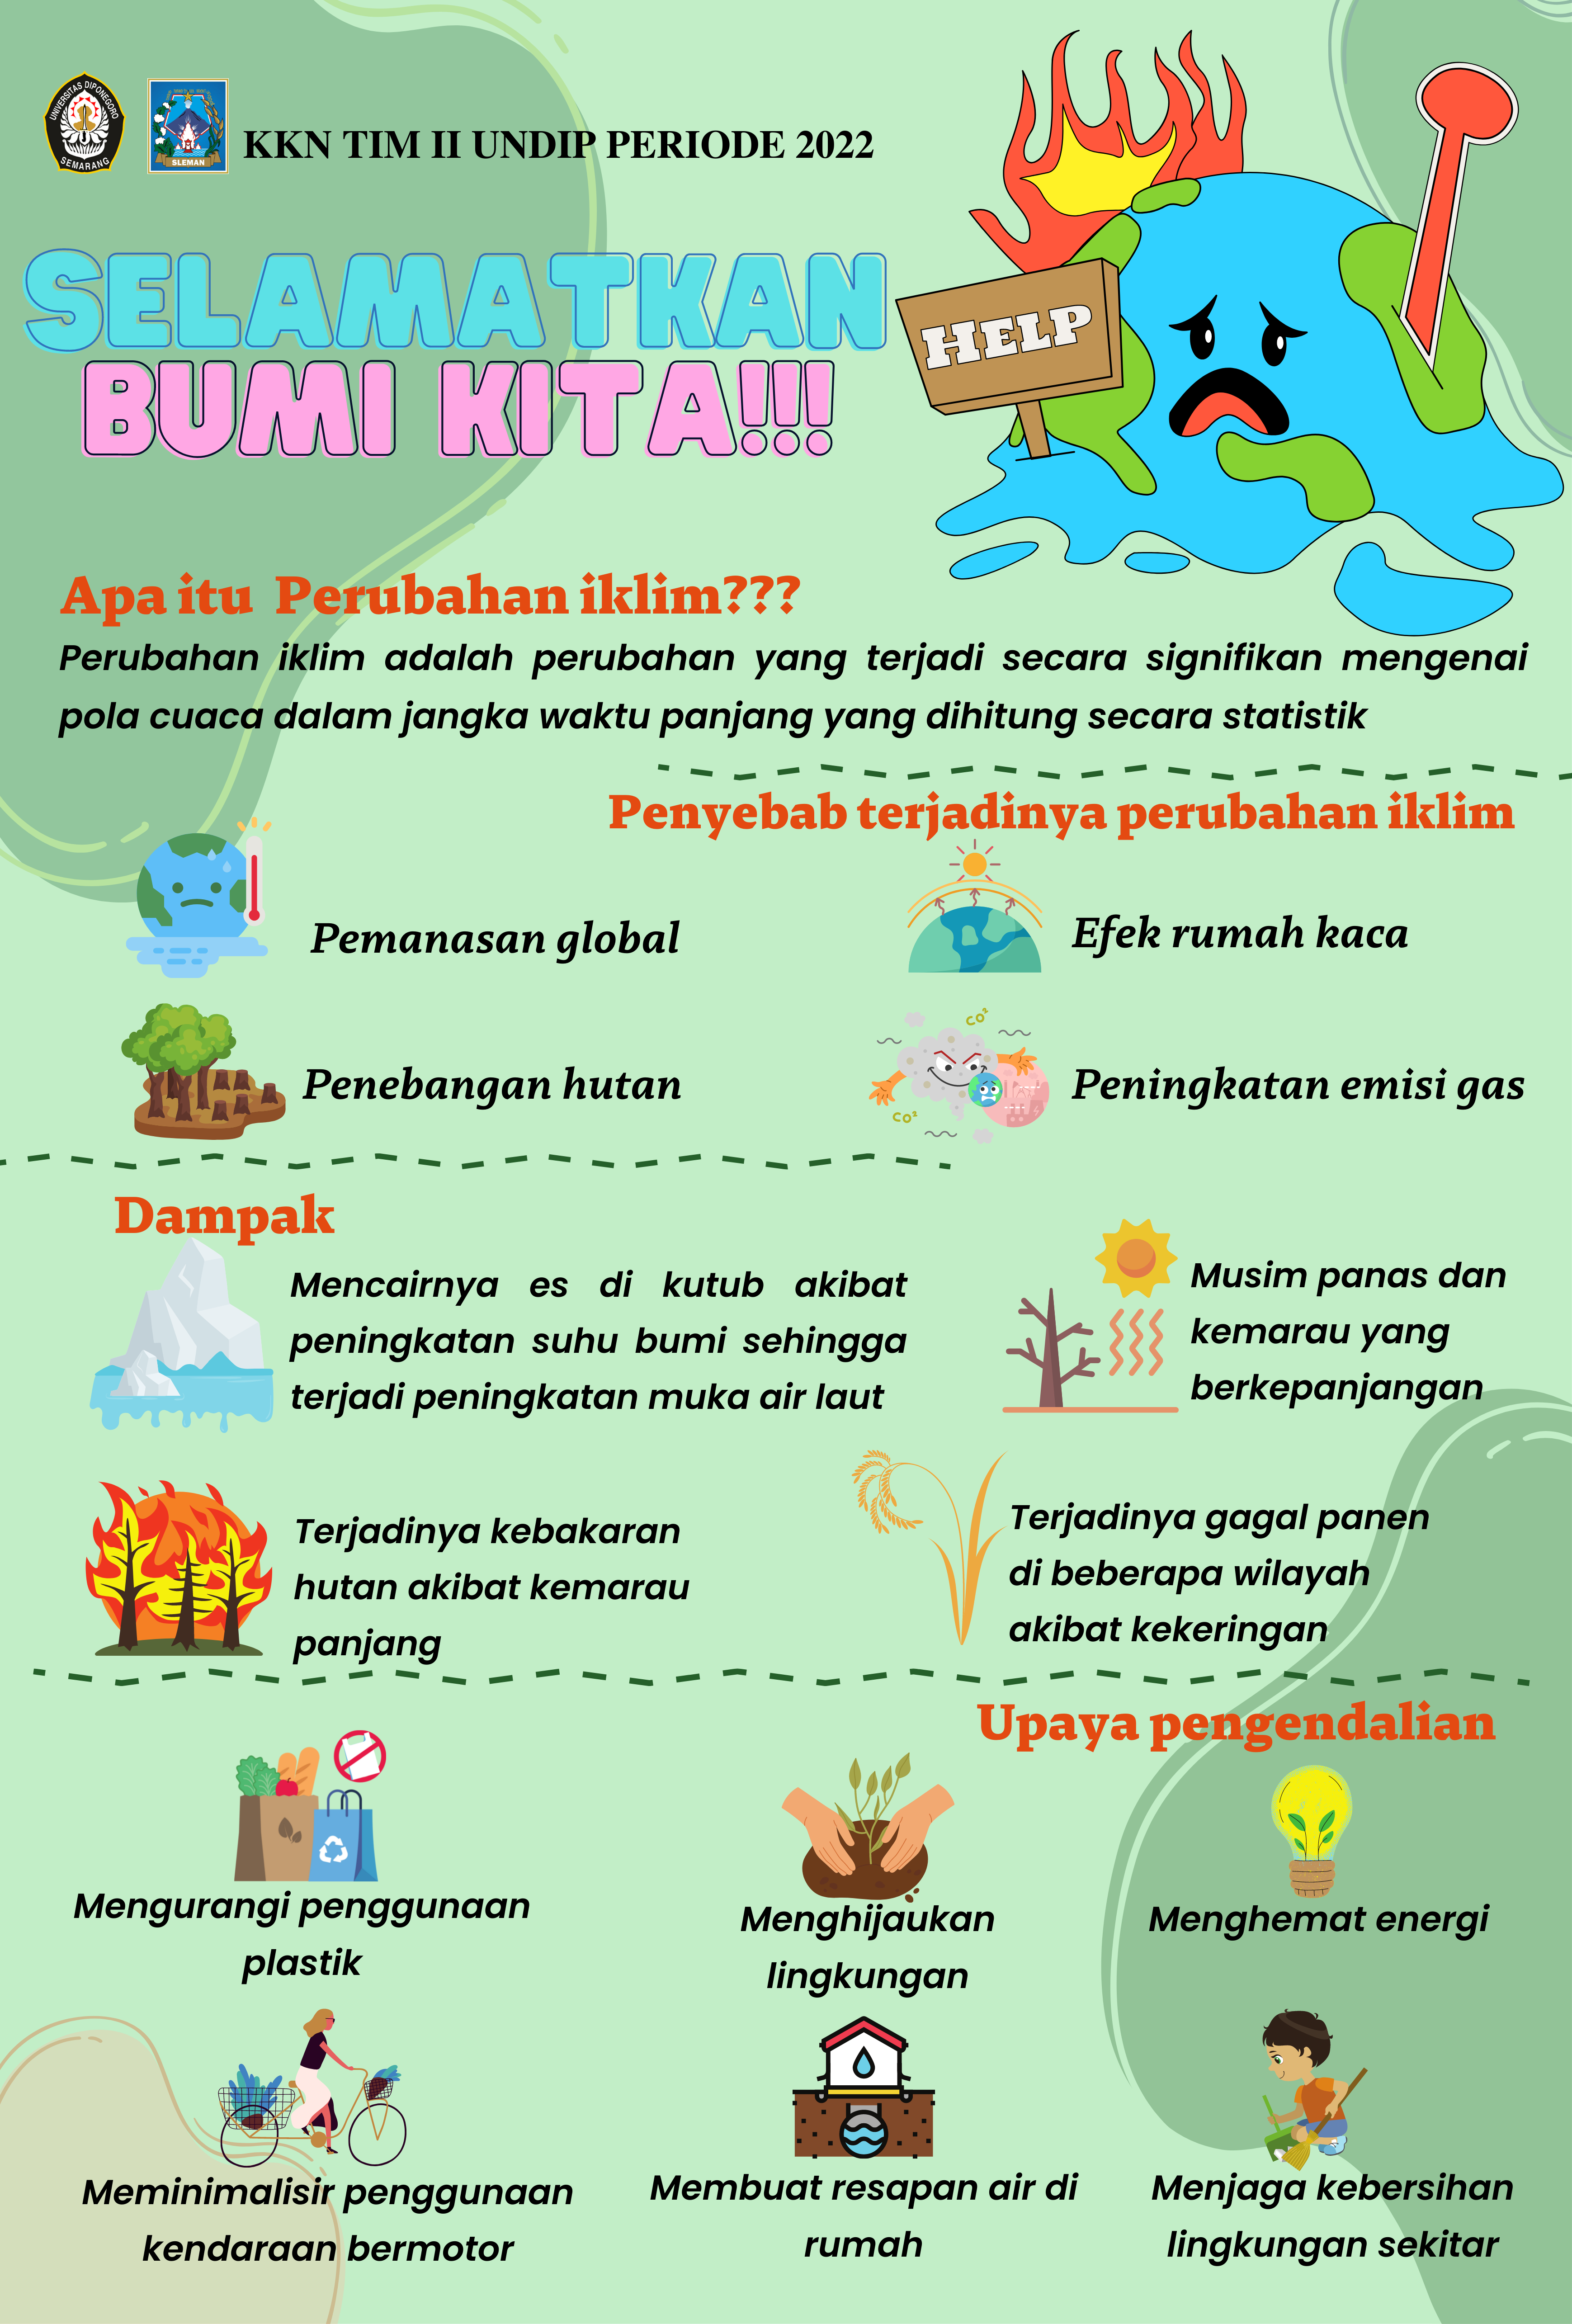 UNIVERSITAS DIPONEGORO
SEMARANG
SLEMAN
KKN TIM II UNDIP PERIODE 2022
SELAMATKAN
BUMI KITA!!!
HELP
Apa itu Perubahan iklim???
Perubahan iklim adalah perubahan yang terjadi secara signifikan mengenai
pola cuaca dalam jangka waktu panjang yang dihitung secara statistik
Penyebab terjadinya perubahan iklim
Pemanasan global
Efek rumah kaca
Penebangan hutan
CO²
CO²
Peningkatan emisi gas
Dampak
Mencairnya es di kutub akibat
peningkatan suhu bumi sehingga
terjadi peningkatan muka air laut
Musim panas dan
kemarau yang
berkepanjangan
Terjadinya kebakaran
hutan akibat kemarau
panjang
Terjadinya gagal panen
di beberapa wilayah
akibat kekeringan
Upaya pengendalian
Mengurangi penggunaan
plastik
Menghijaukan
lingkungan
Menghemat energi
Meminimalisir penggunaan
kendaraan bermotor
Membuat resapan air di
rumah
Menjaga kebersihan
lingkungan sekitar